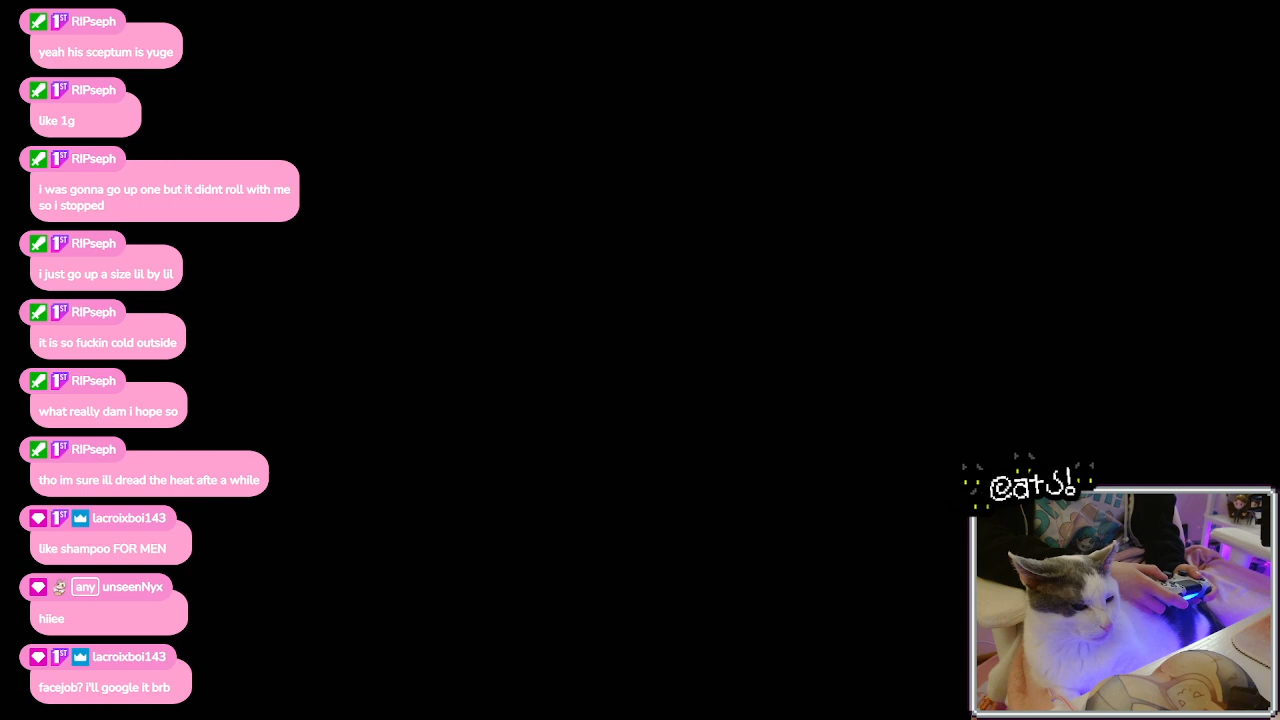 RIPseph
yeah his sceptum is yuge
RIPseph
like 1g
RIPseph
i was gonna go up one but it didnt roll with me
so i stopped
RIPseph
i just go up a size lil by lil
RIPseph
it is so fuckin cold outside
RIPseph
what really dam i hope so
RIPseph
tho im sure ill dread the heat afte a while
lacroixboi143
like shampoo FOR MEN
any unseenNyx
hiiee
lacroixboi143
facejob? i'll google it brb
@atS!